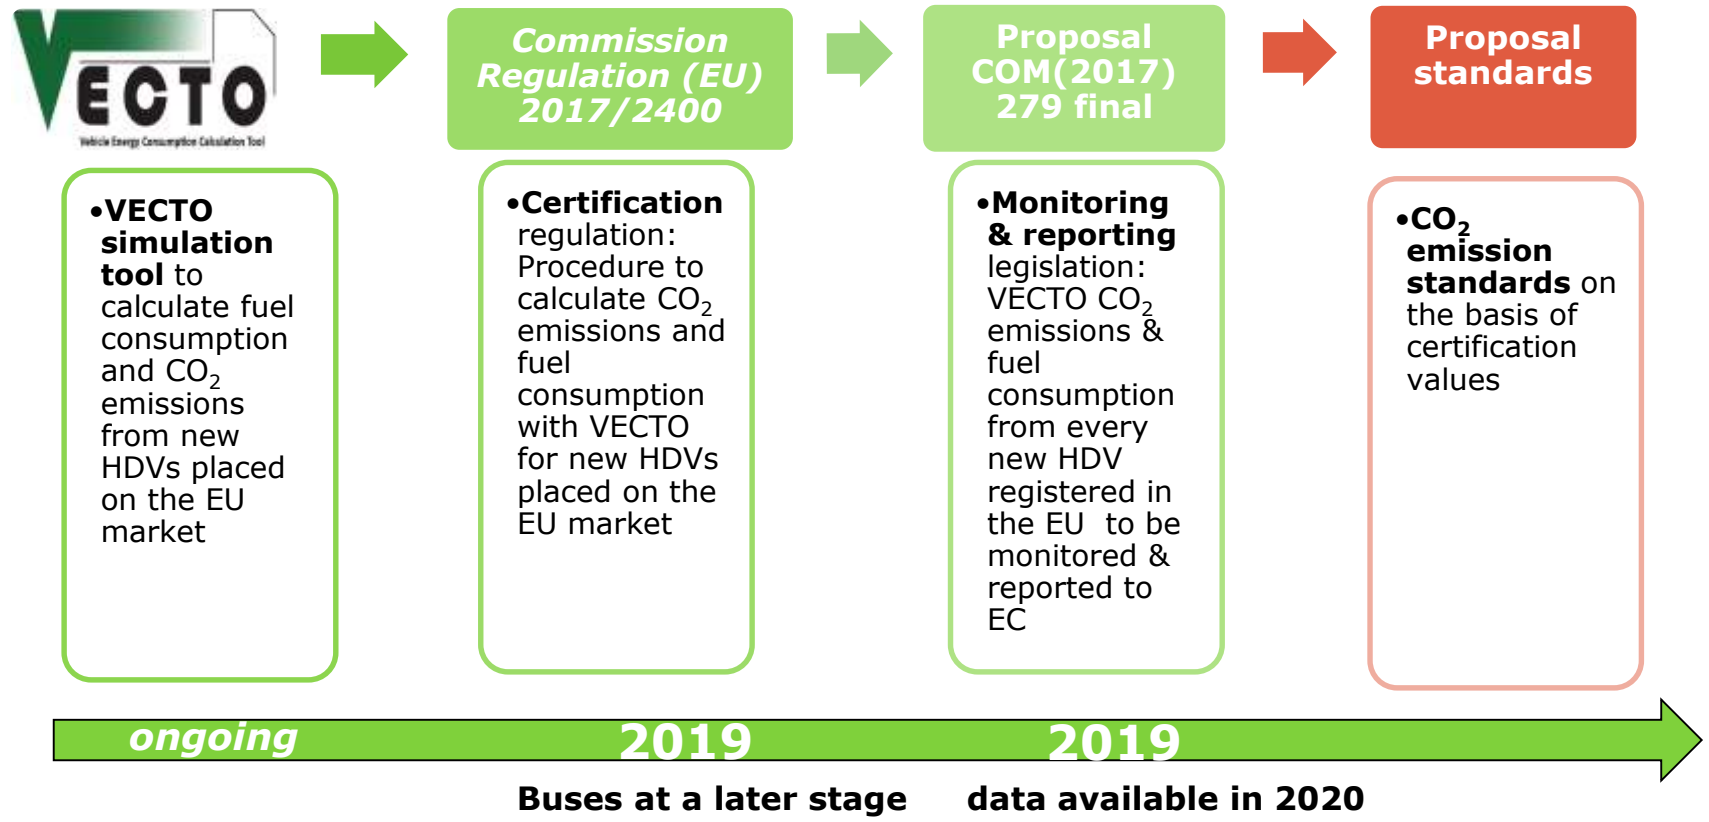 VECTO
Vehicle Energy Consumption Calculation Tool
Commission
Regulation (EU)
2017/2400
Proposal
COM(2017)
279 final
Proposal
standards
•VECTO
simulation
tool to
calculate fuel
consumption
and CO₂
emissions
from new
HDVs placed
on the EU
market
•Certification
regulation:
Procedure to
calculate CO₂
emissions and
fuel
consumption
with VECTO
for new HDVs
placed on the
EU market
•Monitoring
& reporting
legislation:
VECTO CO₂
emissions &
fuel
consumption
from every
new HDV
registered in
the EU  to be
monitored &
reported to
EC
•CO₂
emission
standards on
the basis of
certification
values
ongoing
2019
2019
Buses at a later stage
data available in 2020